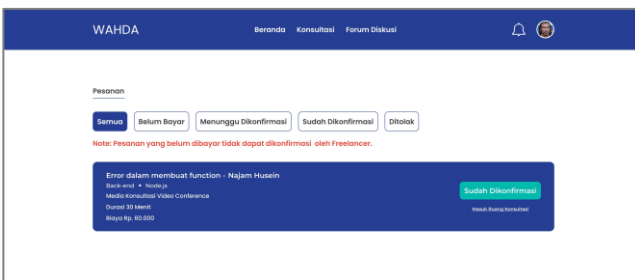 WAHDA
Beranda Konsultasi Forum Diskusi
Pesanan
Semua Belum Bayar Menunggu Dikonfirmasi Sudah Dikonfirmasi Ditolak
Note: Pesanan yang belum dibayar tidak dapat dikonfirmasi oleh Freelancer.
Error dalam membuat function - Najam Husein
Back-end • Node.js
Media Konsultasi Video Conference
Durasi 30 Menit
Biaya Rp. 60.000
Sudah Dikonfirmasi
Masuk Ruang Konsultasi